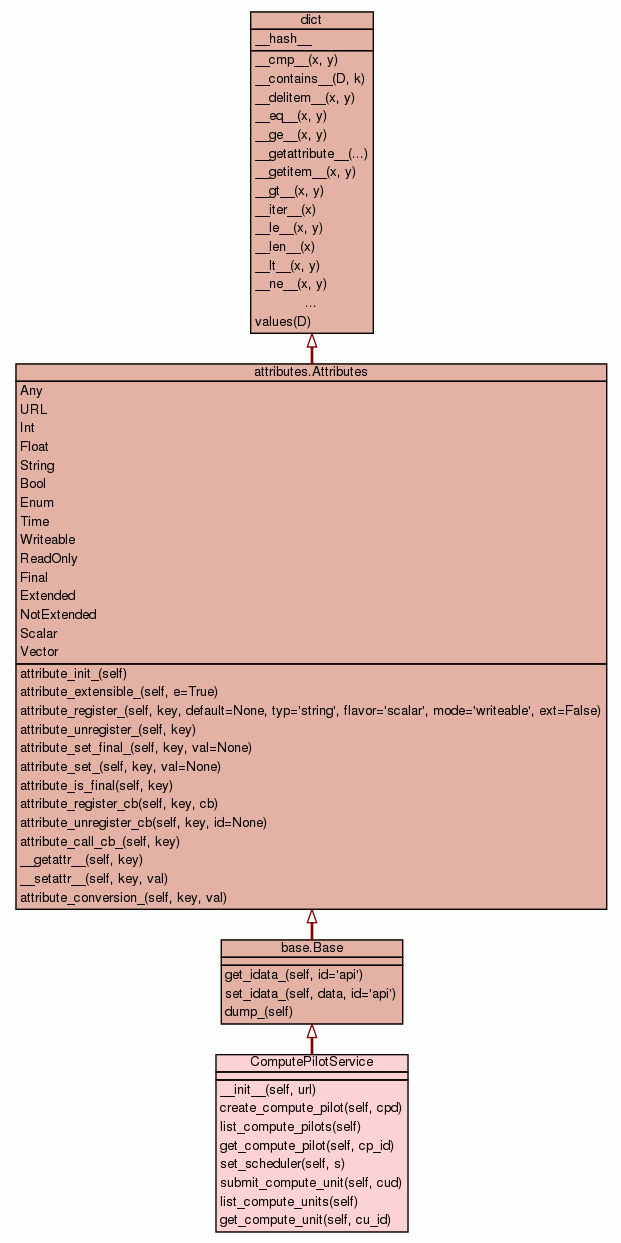 dict
__hash__
__cmp__(x, y)
__contains__(D, k)
__delitem__(x, y)
__eq__(x, y)
__ge__(x, y)
__getattribute__(...)
__getitem__(x, y)
__gt__(x, y)
__iter__(x)
__le__(x, y)
__len__(x)
__lt__(x, y)
__ne__(x, y)
...
values(D)
attributes.Attributes
Any
URL
Int
Float
String
Bool
Enum
Time
Writeable
ReadOnly
Final
Extended
NotExtended
Scalar
Vector
attribute_init_(self)
attribute_extensible_(self, e=True)
attribute_register_(self, key, default=None, typ='string', flavor='scalar', mode='writeable', ext=False)
attribute_unregister_(self, key)
attribute_set_final_(self, key, val=None)
attribute_set_(self, key, val=None)
attribute_is_final(self, key)
attribute_register_cb(self, key, cb)
attribute_unregister_cb(self, key, id=None)
attribute_call_cb_(self, key)
__getattr__(self, key)
__setattr__(self, key, val)
attribute_conversion_(self, key, val)
base.Base
get_idata_(self, id='api')
set_idata_(self, data, id='api')
dump_(self)
ComputePilotService
__init__(self, url)
create_compute_pilot(self, cpd)
list_compute_pilots(self)
get_compute_pilot(self, cp_id)
set_scheduler(self, s)
submit_compute_unit(self, cud)
list_compute_units(self)
get_compute_unit(self, cu_id)